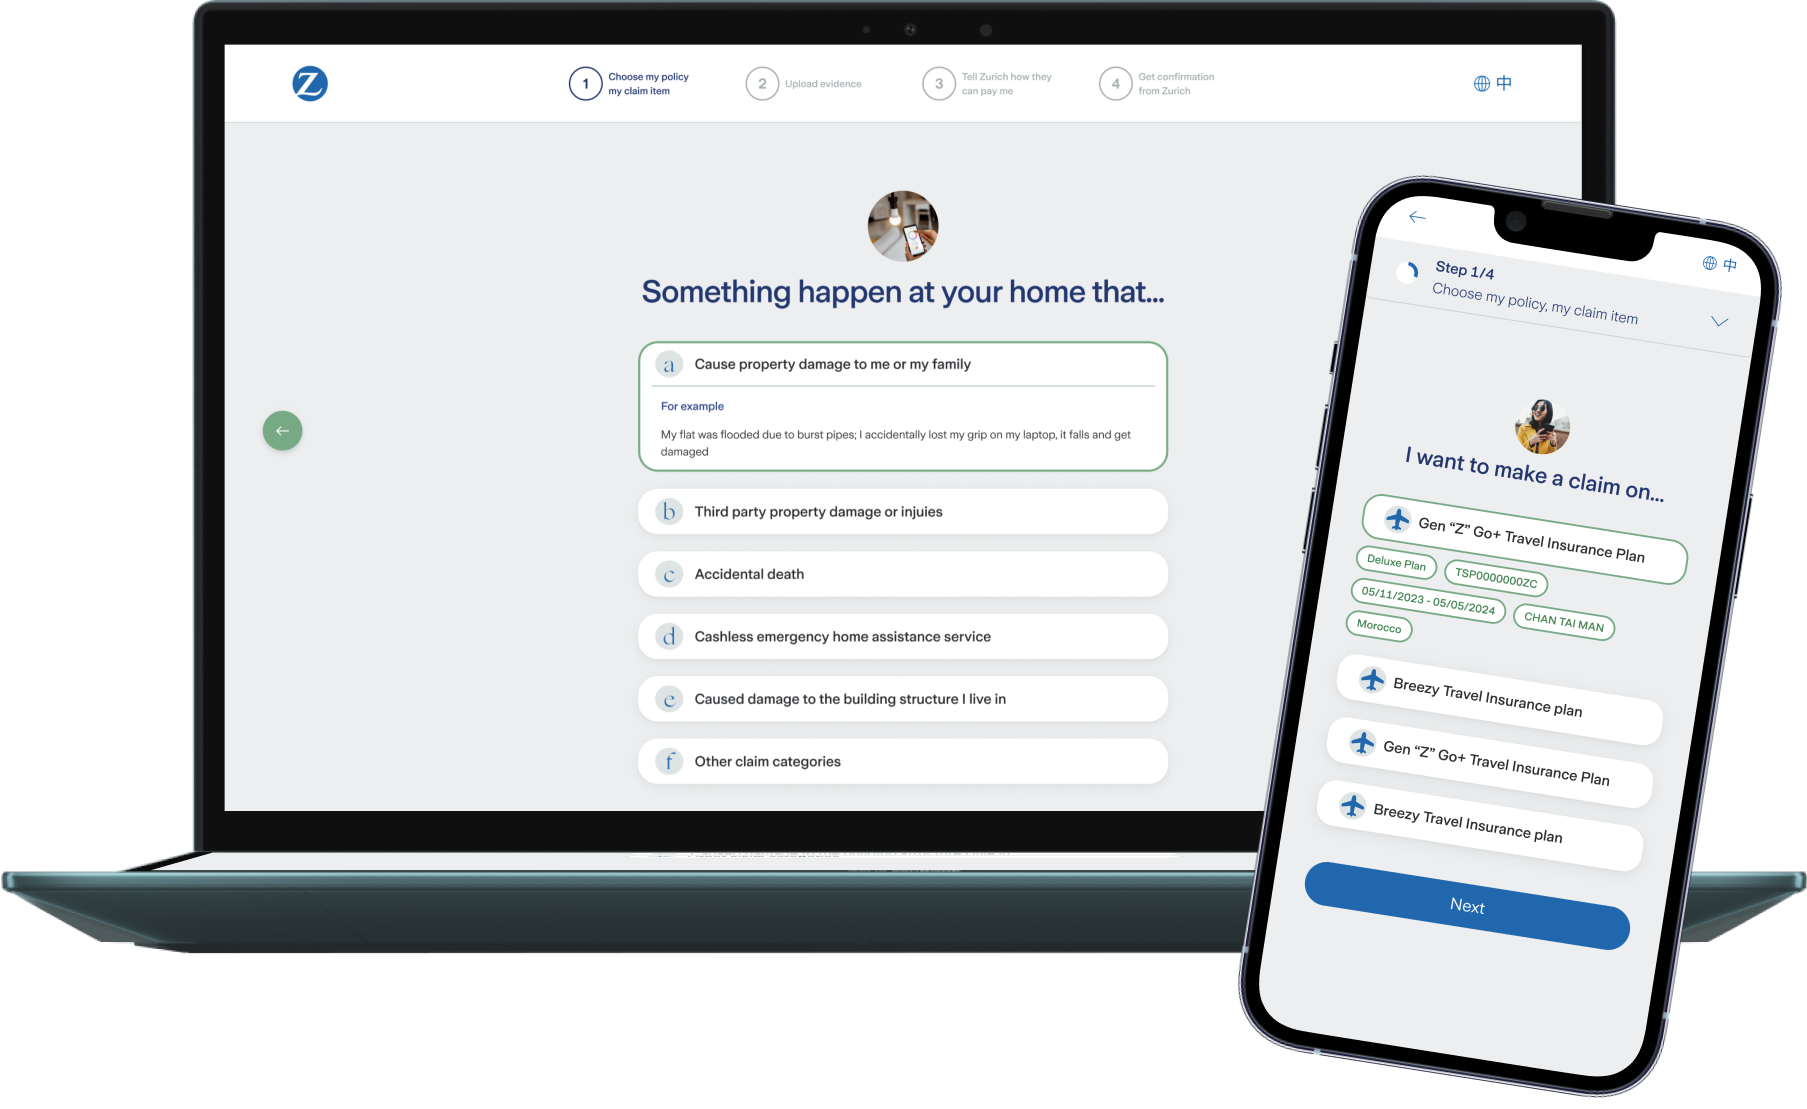 Z
1
Choose my policy
my claim item
2
Upload evidence
3
Tell Zurich how they
can pay me
4
Get confirmation
from Zurich
中
Something happen at your home that...
a
Cause property damage to me or my family
For example
My flat was flooded due to burst pipes; I accidentally lost my grip on my laptop, it falls and get
damaged
b
Third party property damage or injuies
c
Accidental death
d
Cashless emergency home assistance service
e
Caused damage to the building structure I live in
f
Other claim categories
中
Step 1/4
Choose my policy, my claim item
I want to make a claim on...
Gen “Z” Go+ Travel Insurance Plan
Deluxe Plan
TSP0000000ZC
05/11/2023 - 05/05/2024
CHAN TAI MAN
Morocco
Breezy Travel Insurance plan
Gen “Z” Go+ Travel Insurance Plan
Breezy Travel Insurance plan
Next